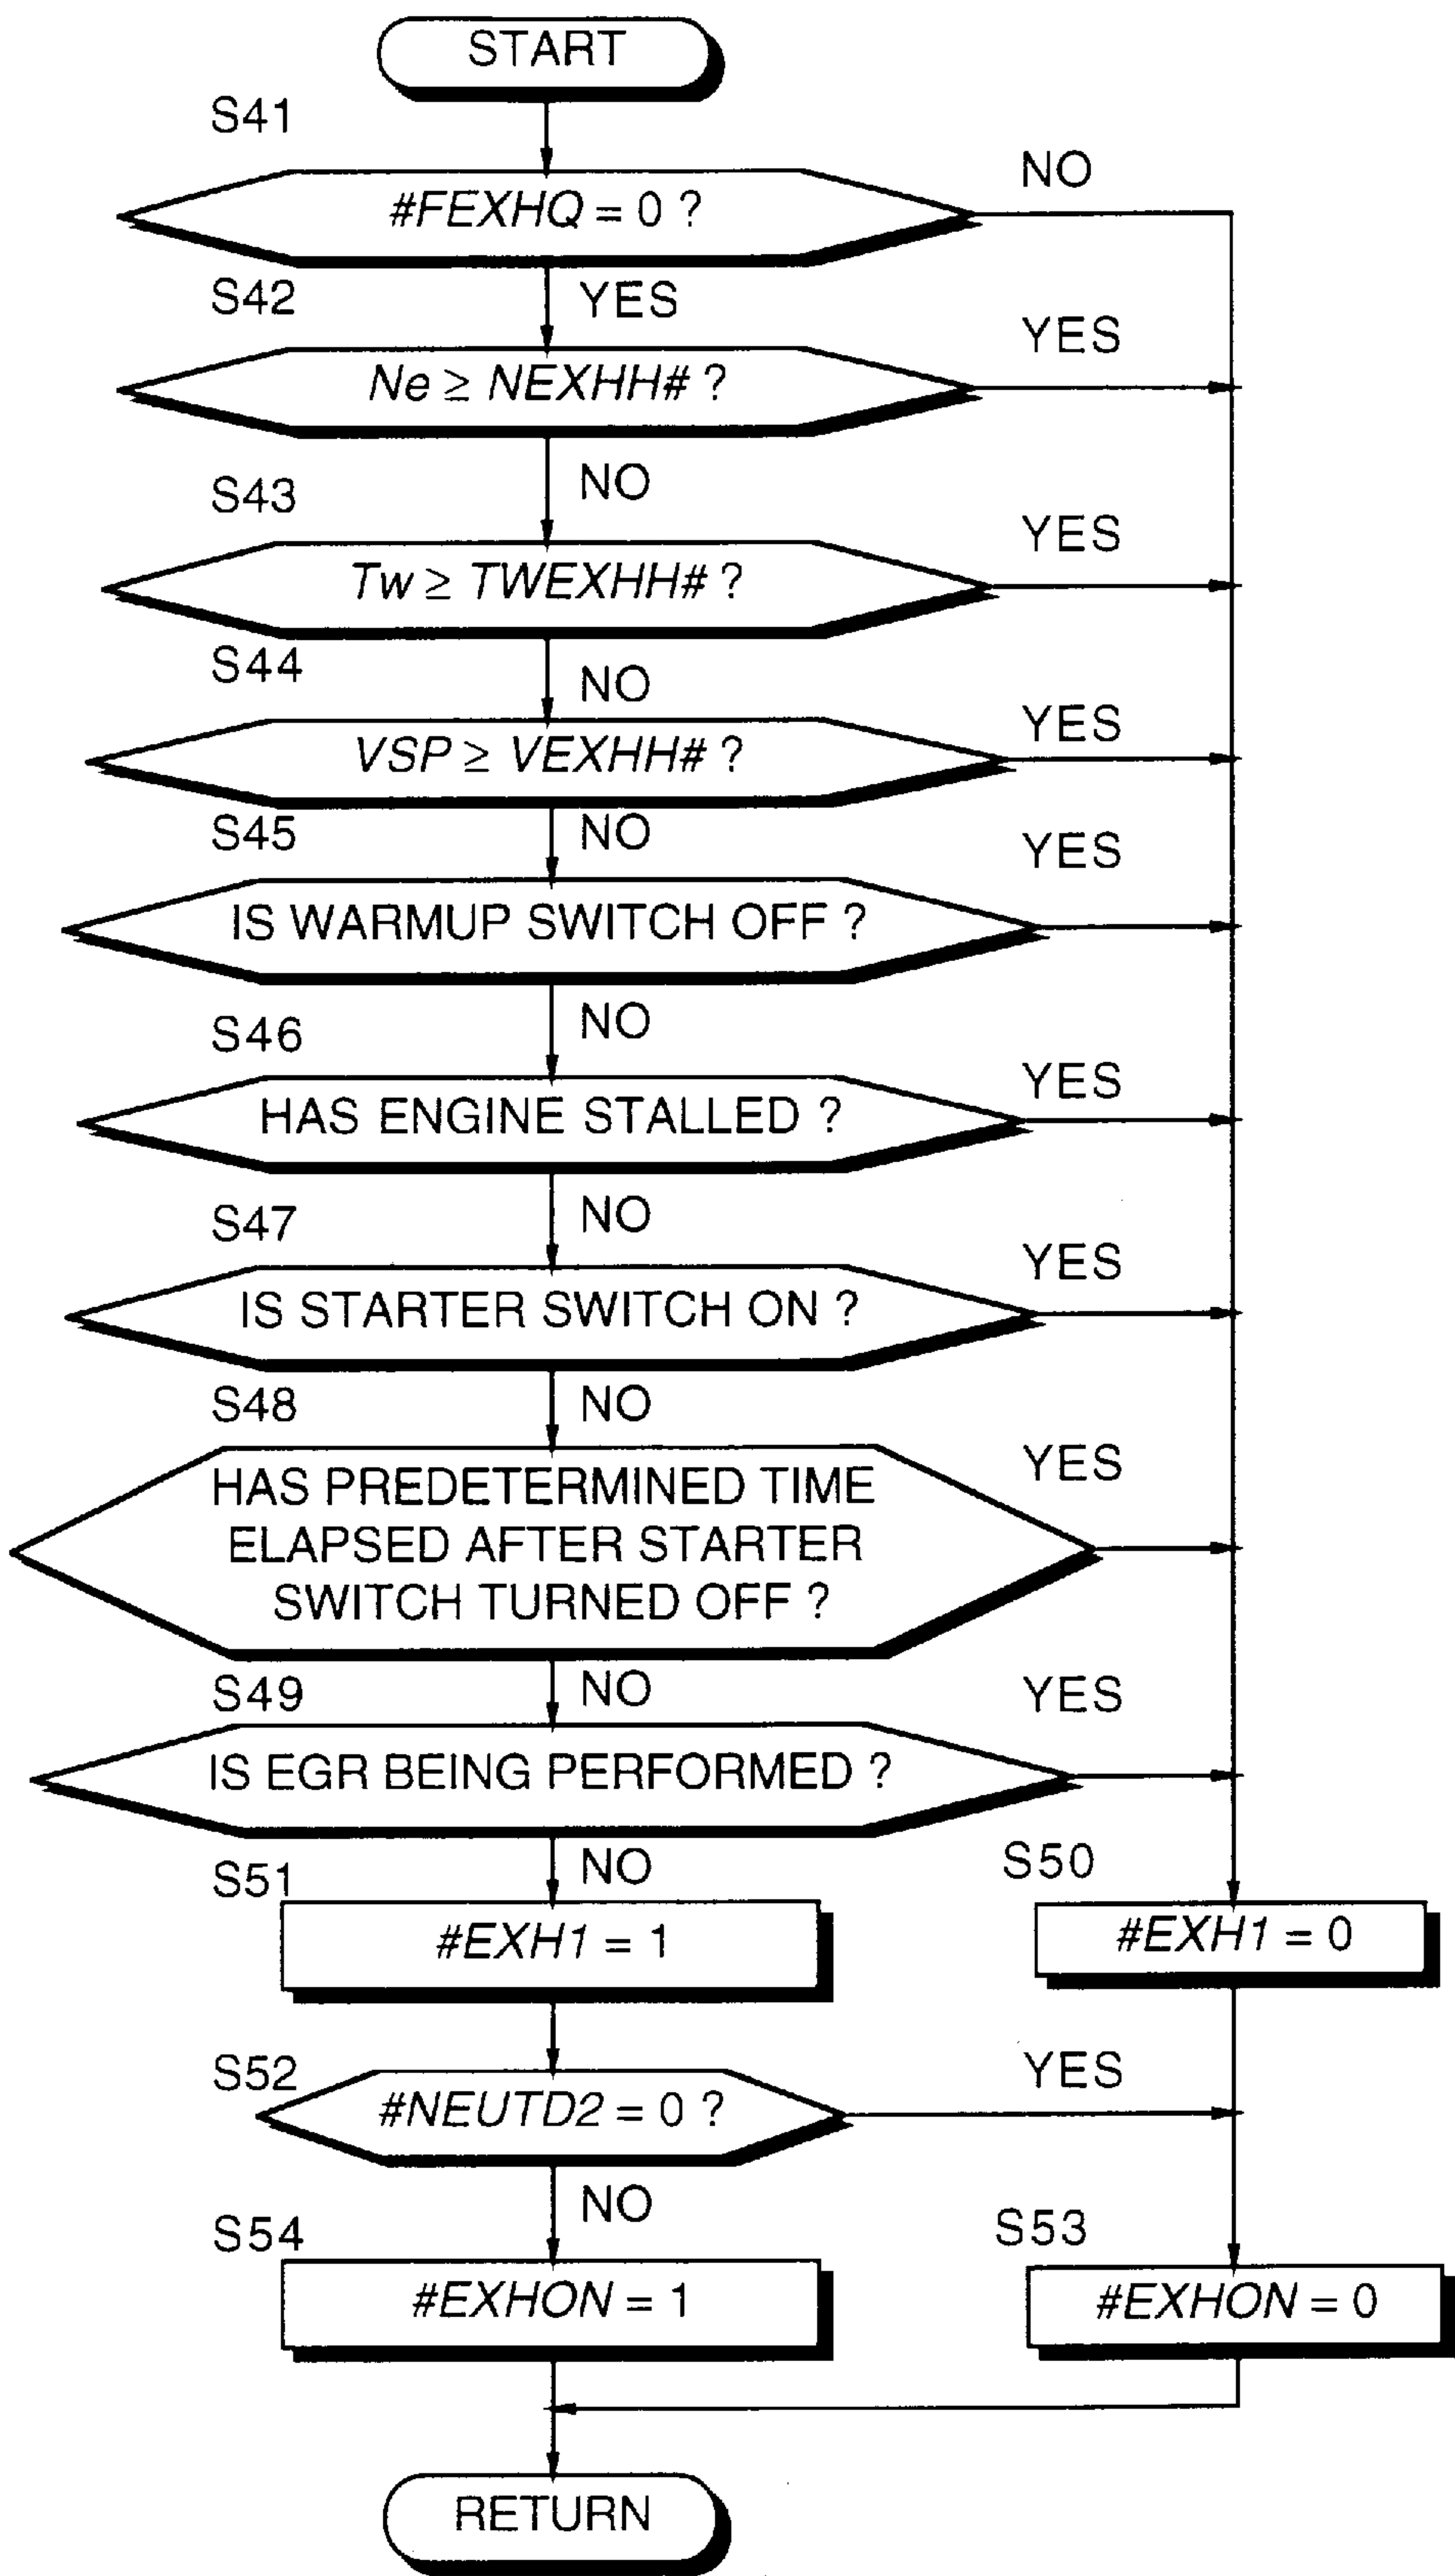 START
S41
NO
#FEXHQ = 0 ?
S42
YES
YES
Ne ≥ NEXHH# ?
S43
NO
YES
Tw ≥ TWEXHH# ?
S44
NO
YES
VSP ≥ VEXHH# ?
S45
NO
YES
IS WARMUP SWITCH OFF ?
S46
NO
YES
HAS ENGINE STALLED ?
S47
NO
YES
IS STARTER SWITCH ON ?
S48
NO
YES
HAS PREDETERMINED TIME
ELAPSED AFTER STARTER
SWITCH TURNED OFF ?
S49
NO
YES
IS EGR BEING PERFORMED ?
S51
NO
S50
#EXH1 = 1
#EXH1 = 0
S52
YES
#NEUTD2 = 0 ?
S54
NO
S53
#EXHON = 1
#EXHON = 0
RETURN